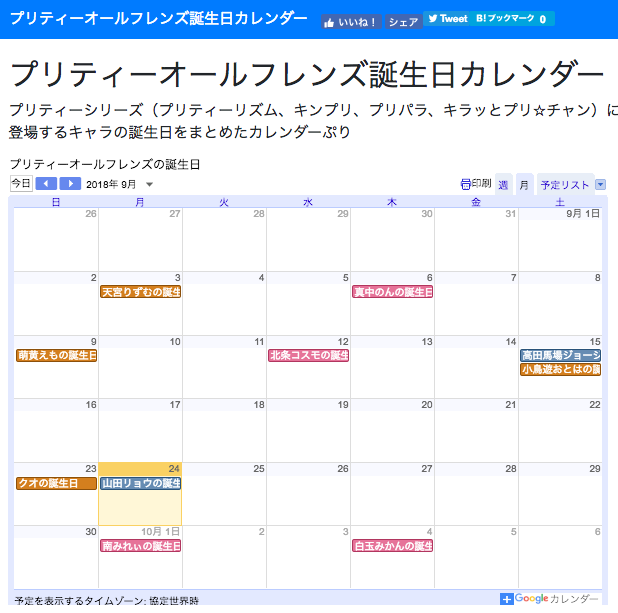 プリティーオールフレンズ誕生日カレンダー いいね！ シェア Tweet B!ブックマーク 0
プリティーオールフレンズ誕生日カレンダー
プリティーシリーズ（プリティーリズム、キンプリ、プリパラ、キラッとプリ☆チャン）に
登場するキャラの誕生日をまとめたカレンダーぷり
プリティーオールフレンズの誕生日
今日 2018年 9月 印刷 週 月 予定リスト
日 月 火 水 木 金 土
26 27 28 29 30 31 9月 1日
2 3 4 5 6 7 8
天宮りずむの誕生 真中のんの誕生日
9 10 11 12 13 14 15
萌黄えもの誕生日 北条コスモの誕生 高田馬場ジョージ
小鳥遊おとはの誕
16 17 18 19 20 21 22
23 24 25 26 27 28 29
クオの誕生日 山田リョウの誕生
30 10月 1日 2 3 4 5 6
南みれぃの誕生日 白玉みかんの誕生
予定を表示するタイムゾーン: 協定世界時 Googleカレンダー